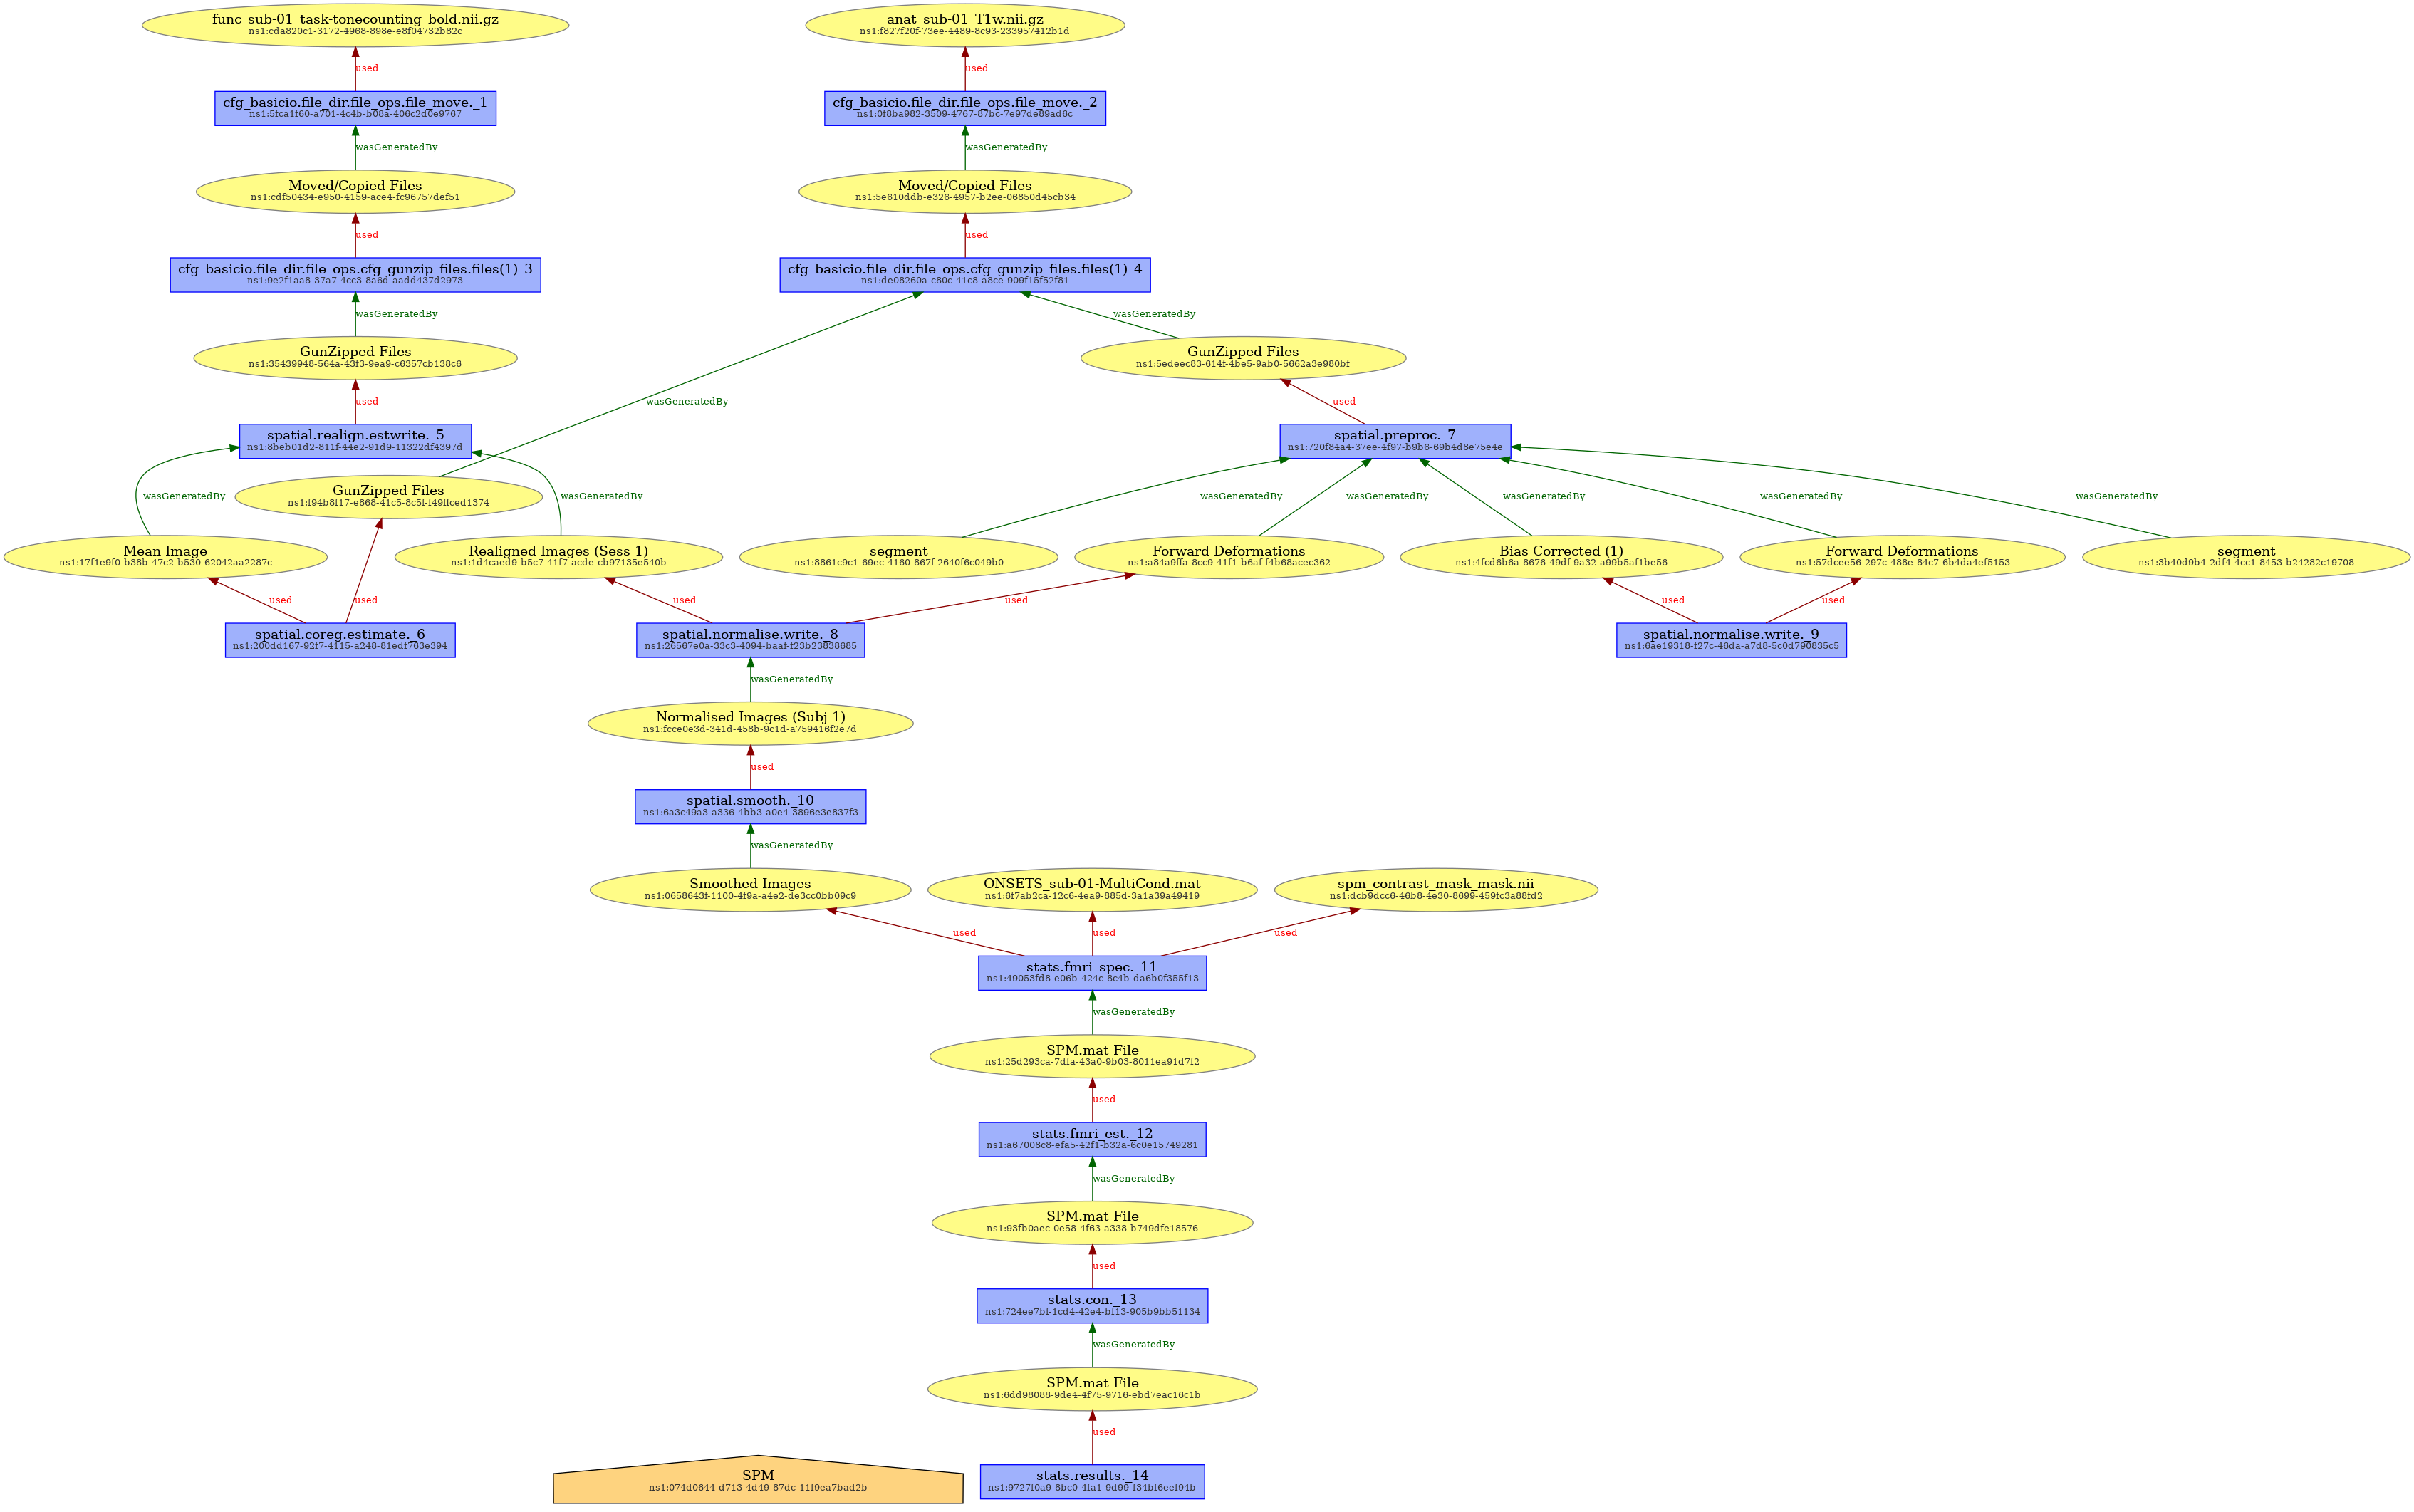 func_sub-01_task-tonecounting_bold.nii.gz
ns1:cda820c1-3172-4968-898e-e8f04732b82c
anat_sub-01_T1w.nii.gz
ns1:f827f20f-73ee-4489-8c93-233957412b1d
used
used
cfg_basicio.file_dir.file_ops.file_move._1
ns1:5fca1f60-a701-4c4b-b08a-406c2d0e9767
cfg_basicio.file_dir.file_ops.file_move._2
ns1:0f8ba982-3509-4767-87bc-7e97de89ad6c
wasGeneratedBy
wasGeneratedBy
Moved/Copied Files
ns1:cdf50434-e950-4159-ace4-fc96757def51
Moved/Copied Files
ns1:5e610ddb-e326-4957-b2ee-06850d45cb34
used
used
cfg_basicio.file_dir.file_ops.cfg_gunzip_files.files(1)_3
ns1:9e2f1aa8-37a7-4cc3-8a6d-aadd437d2973
cfg_basicio.file_dir.file_ops.cfg_gunzip_files.files(1)_4
ns1:de08260a-c80c-41c8-a8ce-909f15f52f81
wasGeneratedBy
wasGeneratedBy
GunZipped Files
ns1:35439948-564a-43f3-9ea9-c6357cb138c6
GunZipped Files
ns1:5edeec83-614f-4be5-9ab0-5662a3e980bf
used
wasGeneratedBy
used
spatial.realign.estwrite._5
ns1:8beb01d2-811f-44e2-91d9-11322df4397d
spatial.preproc._7
ns1:720f84a4-37ee-4f97-b9b6-69b4d8e75e4e
wasGeneratedBy
GunZipped Files
ns1:f94b8f17-e868-41c5-8c5f-f49ffced1374
wasGeneratedBy
wasGeneratedBy
wasGeneratedBy
wasGeneratedBy
wasGeneratedBy
wasGeneratedBy
Mean Image
ns1:17f1e9f0-b38b-47c2-b530-62042aa2287c
Realigned Images (Sess 1)
ns1:1d4caed9-b5c7-41f7-acde-cb97135e540b
segment
ns1:8861c9c1-69ec-4160-867f-2640f6c049b0
Forward Deformations
ns1:a84a9ffa-8cc9-41f1-b6af-f4b68acec362
Bias Corrected (1)
ns1:4fcd6b6a-8676-49df-9a32-a99b5af1be56
Forward Deformations
ns1:57dcee56-297c-488e-84c7-6b4da4ef5153
segment
ns1:3b40d9b4-2df4-4cc1-8453-b24282c19708
used
used
used
used
used
used
spatial.coreg.estimate._6
ns1:200dd167-92f7-4115-a248-81edf763e394
spatial.normalise.write._8
ns1:26567e0a-33c3-4094-baaf-f23b23838685
spatial.normalise.write._9
ns1:6ae19318-f27c-46da-a7d8-5c0d790835c5
wasGeneratedBy
Normalised Images (Subj 1)
ns1:fcce0e3d-341d-458b-9c1d-a759416f2e7d
used
spatial.smooth._10
ns1:6a3c49a3-a336-4bb3-a0e4-3896e3e837f3
wasGeneratedBy
Smoothed Images
ns1:0658643f-1100-4f9a-a4e2-de3cc0bb09c9
ONSETS_sub-01-MultiCond.mat
ns1:6f7ab2ca-12c6-4ea9-885d-3a1a39a49419
spm_contrast_mask_mask.nii
ns1:dcb9dcc6-46b8-4e30-8699-459fc3a88fd2
used
used
used
stats.fmri_spec._11
ns1:49053fd8-e06b-424c-8c4b-da6b0f355f13
wasGeneratedBy
SPM.mat File
ns1:25d293ca-7dfa-43a0-9b03-8011ea91d7f2
used
stats.fmri_est._12
ns1:a67008c8-efa5-42f1-b32a-6c0e15749281
wasGeneratedBy
SPM.mat File
ns1:93fb0aec-0e58-4f63-a338-b749dfe18576
used
stats.con._13
ns1:724ee7bf-1cd4-42e4-bf13-905b9bb51134
wasGeneratedBy
SPM.mat File
ns1:6dd98088-9de4-4f75-9716-ebd7eac16c1b
used
SPM
ns1:074d0644-d713-4d49-87dc-11f9ea7bad2b
stats.results._14
ns1:9727f0a9-8bc0-4fa1-9d99-f34bf6eef94b